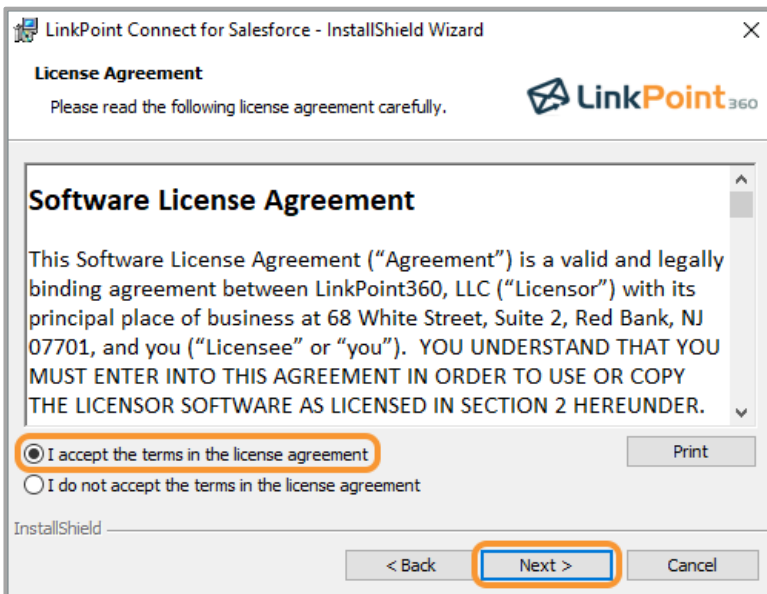 LinkPoint Connect for Salesforce - InstallShield Wizard
License Agreement
Please read the following license agreement carefully.
LinkPoint360
Software License Agreement
This Software License Agreement (“Agreement”) is a valid and legally
binding agreement between LinkPoint360, LLC (“Licensor”) with its
principal place of business at 68 White Street, Suite 2, Red Bank, NJ
07701, and you (“Licensee” or “you”).  YOU UNDERSTAND THAT YOU
MUST ENTER INTO THIS AGREEMENT IN ORDER TO USE OR COPY
THE LICENSOR SOFTWARE AS LICENSED IN SECTION 2 HEREUNDER.
I accept the terms in the license agreement
Print
I do not accept the terms in the license agreement
InstallShield
< Back
Next >
Cancel